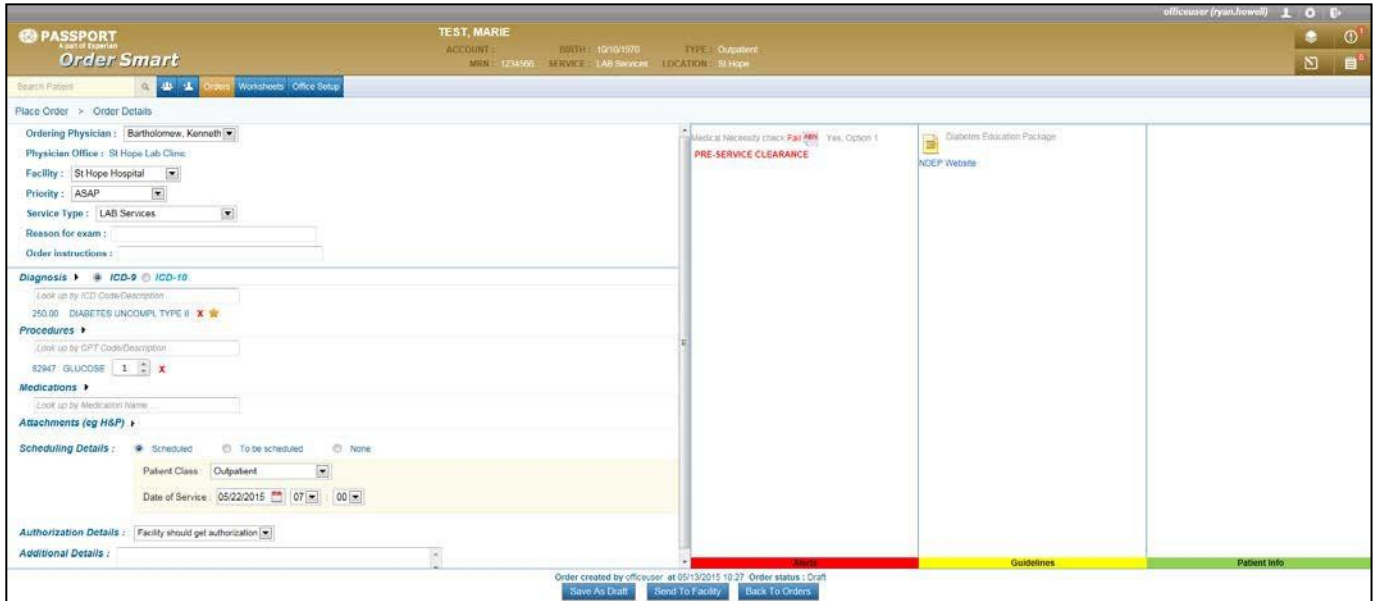 officeuser (ryan.howell)
PASSPORT
A part of Experian
Order Smart
TEST, MARIE
ACCOUNT : BIRTH : 10/10/1970 TYPE : Outpatient
MRN : 1234566 SERVICE : LAB Services LOCATION : St Hope
Search Patient Orders Worksheets Office Setup
Place Order > Order Details
Ordering Physician : Bartholomew, Kenneth
Physician Office : St Hope Lab Clinic
Facility : St Hope Hospital
Priority : ASAP
Service Type : LAB Services
Reason for exam :
Order instructions :
Diagnosis ICD-9 ICD-10
Look up by ICD Code/Description
250.00 DIABETES UNCOMPL TYPE II X
Procedures
Look up by CPT Code/Description
82947 GLUCOSE 1 X
Medications
Look up by Medication Name ...
Attachments (eg H&P)
Scheduling Details : Scheduled To be scheduled None
Patient Class : Outpatient
Date of Service : 05/22/2015 07 : 00
Authorization Details : Facility should get authorization
Additional Details :
Medical Necessity check Fail ABN Yes, Option 1
PRE-SERVICE CLEARANCE
Alerts
Diabetes Education Package
NDEP Website
Guidelines
Patient Info
Order created by officeuser at 05/13/2015 10:27 Order status : Draft
Save As Draft Send To Facility Back To Orders